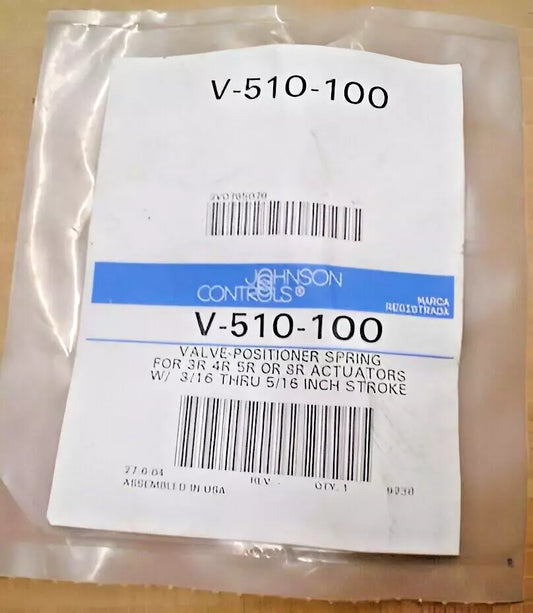 V-510-100
JOHNSON
CONTROLS®
MARCA
REGISTRADA
V-510-100
VALVE-POSITIONER SPRING
FOR 3R 4R 5R OR 8R ACTUATORS
W/ 3/16 THRU 5/16 INCH STROKE
REV -
QTY. 1
ASSEMBLED IN USA